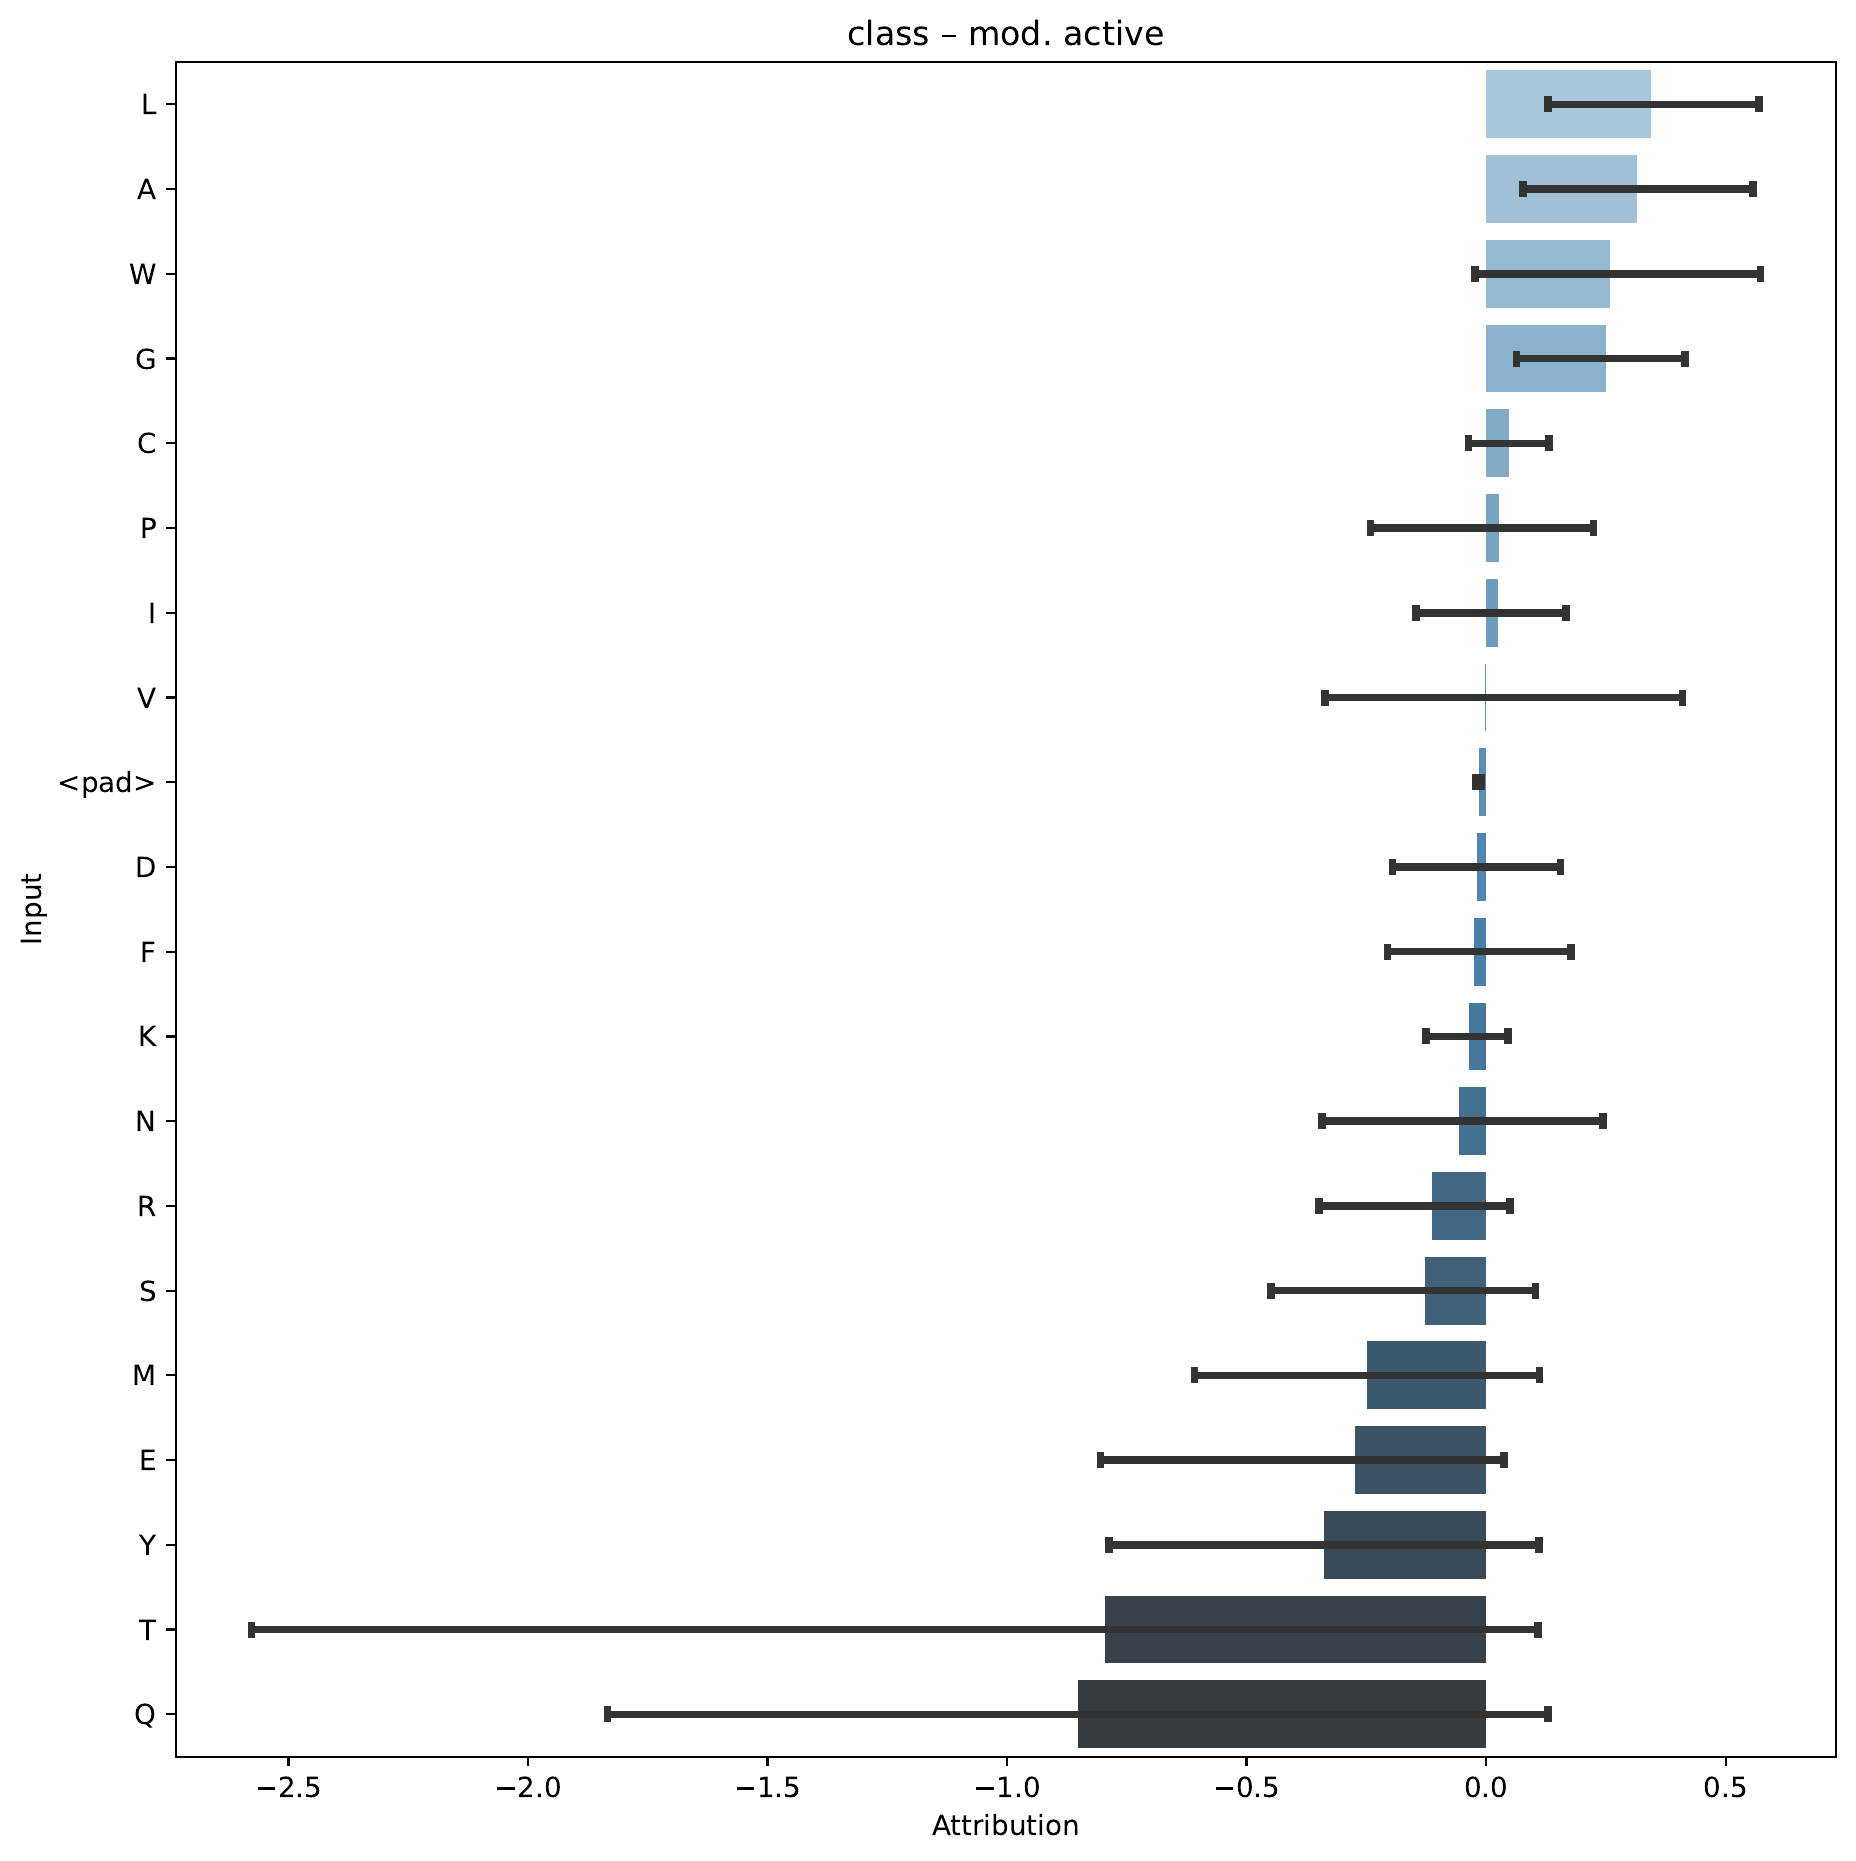 class – mod. active
L
A
W
G
C
P
I
V
<pad>
D
F
K
N
R
S
M
E
Y
T
Q
Input
−2.5 −2.0 −1.5 −1.0 −0.5 0.0 0.5
Attribution